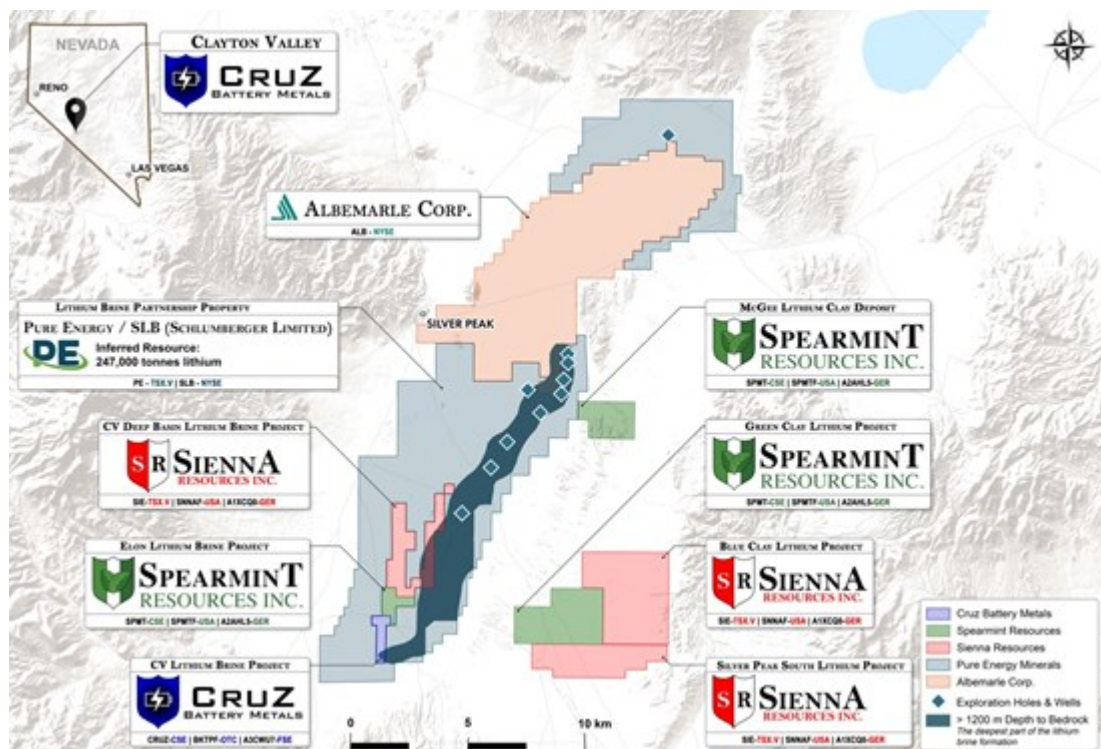 NEVADA
RENO
LAS VEGAS
CLAYTON VALLEY
CRUZ
BATTERY METALS
ALBEMARLE CORP.
ALB - NYSE
LITHIUM BRINE PARTNERSHIP PROPERTY
PURE ENERGY / SLB (SCHLUMBERGER LIMITED)
PE
Inferred Resource:
247,000 tonnes lithium
PE - TSX.V | SLB - NYSE
SILVER PEAK
MCGEE LITHIUM CLAY DEPOSIT
SPEARMINT
RESOURCES INC.
SPMT-CSE | SPMTF-USA | A2AHL5-GER
CV DEEP BASIN LITHIUM BRINE PROJECT
SR SIENNA
RESOURCES INC.
SIE-TSX.V | SNNAF-USA | A1XCQ0-GER
GREEN CLAY LITHIUM PROJECT
SPEARMINT
RESOURCES INC.
SPMT-CSE | SPMTF-USA | A2AHL5-GER
ELON LITHIUM BRINE PROJECT
SPEARMINT
RESOURCES INC.
SPMT-CSE | SPMTF-USA | A2AHL5-GER
BLUE CLAY LITHIUM PROJECT
SR SIENNA
RESOURCES INC.
SIE-TSX.V | SNNAF-USA | A1XCQ0-GER
CV LITHIUM BRINE PROJECT
CRUZ
BATTERY METALS
CRUZ-CSE | BKTPF-OTC | A3CWU7-FSE
SILVER PEAK SOUTH LITHIUM PROJECT
SR SIENNA
RESOURCES INC.
SIE-TSX.V | SNNAF-USA | A1XCQ0-GER
0 5 10 km
Cruz Battery Metals
Spearmint Resources
Sienna Resources
Pure Energy Minerals
Albemarle Corp.
Exploration Holes & Wells
> 1200 m Depth to Bedrock
The deepest part of the lithium
brine formation